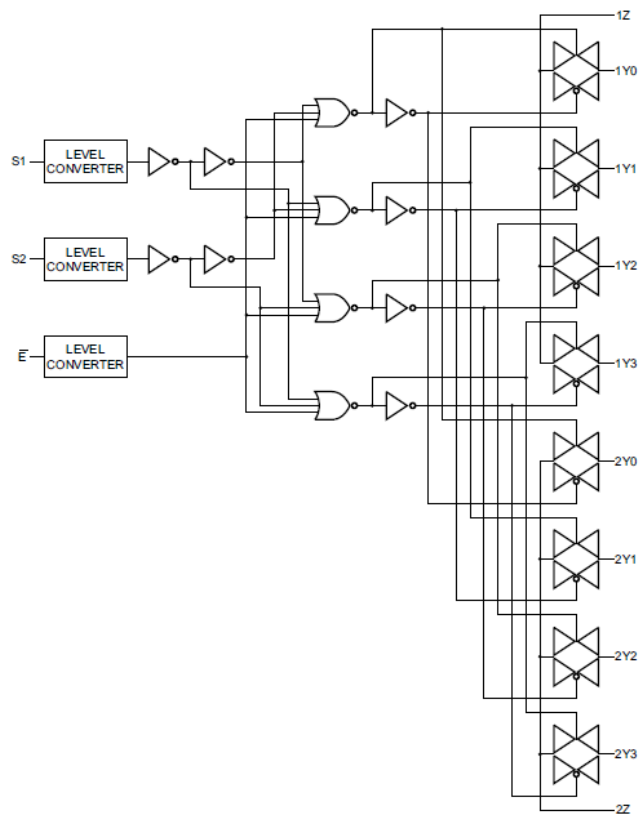 1Z
1Y0
S1
LEVEL
CONVERTER
1Y1
S2
LEVEL
CONVERTER
1Y2
E̅
LEVEL
CONVERTER
1Y3
2Y0
2Y1
2Y2
2Y3
2Z